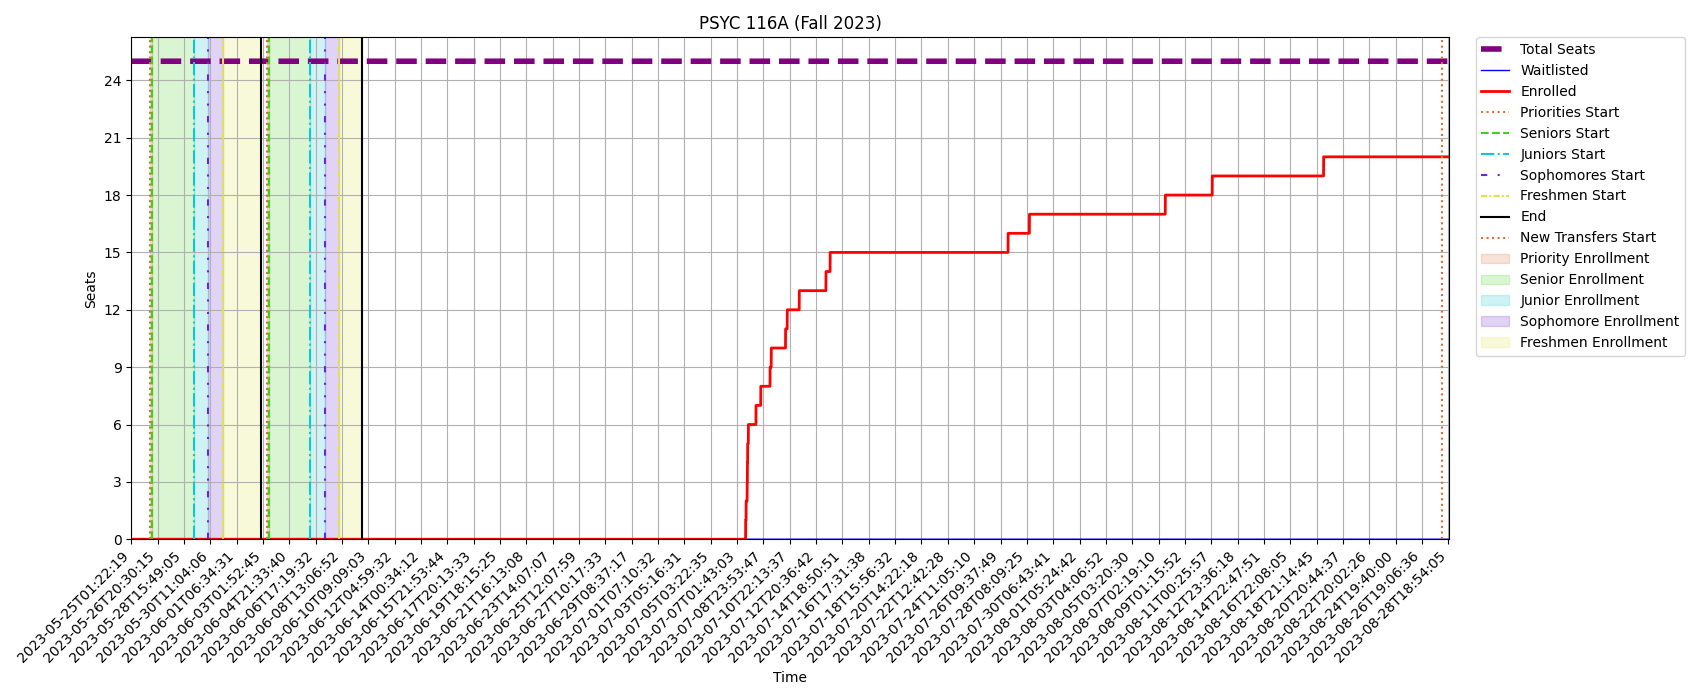 PSYC 116A (Fall 2023)
Seats
24
21
18
15
12
9
6
3
0
2023-05-25T01:22:19
2023-05-26T20:30:15
2023-05-28T15:49:05
2023-05-30T11:04:06
2023-06-01T06:34:31
2023-06-03T01:52:45
2023-06-04T21:33:40
2023-06-06T17:19:32
2023-06-08T13:06:52
2023-06-10T09:09:03
2023-06-12T04:59:32
2023-06-14T00:34:12
2023-06-15T21:53:44
2023-06-17T20:13:33
2023-06-19T18:15:25
2023-06-21T16:13:08
2023-06-23T14:07:07
2023-06-25T12:07:59
2023-06-27T10:17:33
2023-06-29T08:37:17
2023-07-01T07:10:32
2023-07-03T05:16:31
2023-07-05T03:22:35
2023-07-07T01:43:03
2023-07-08T23:53:47
2023-07-10T22:13:37
2023-07-12T20:36:42
2023-07-14T18:50:51
2023-07-16T17:31:38
2023-07-18T15:56:32
2023-07-20T14:22:18
2023-07-22T12:42:28
2023-07-24T11:05:10
2023-07-26T09:37:49
2023-07-28T08:09:25
2023-07-30T06:43:41
2023-08-01T05:24:42
2023-08-03T04:06:52
2023-08-05T03:20:30
2023-08-07T02:19:10
2023-08-09T01:15:52
2023-08-11T00:25:57
2023-08-12T23:36:18
2023-08-14T22:47:51
2023-08-16T22:08:05
2023-08-18T21:14:45
2023-08-20T20:44:37
2023-08-22T20:02:26
2023-08-24T19:40:00
2023-08-26T19:06:36
2023-08-28T18:54:05
Time
Total Seats
Waitlisted
Enrolled
Priorities Start
Seniors Start
Juniors Start
Sophomores Start
Freshmen Start
End
New Transfers Start
Priority Enrollment
Senior Enrollment
Junior Enrollment
Sophomore Enrollment
Freshmen Enrollment